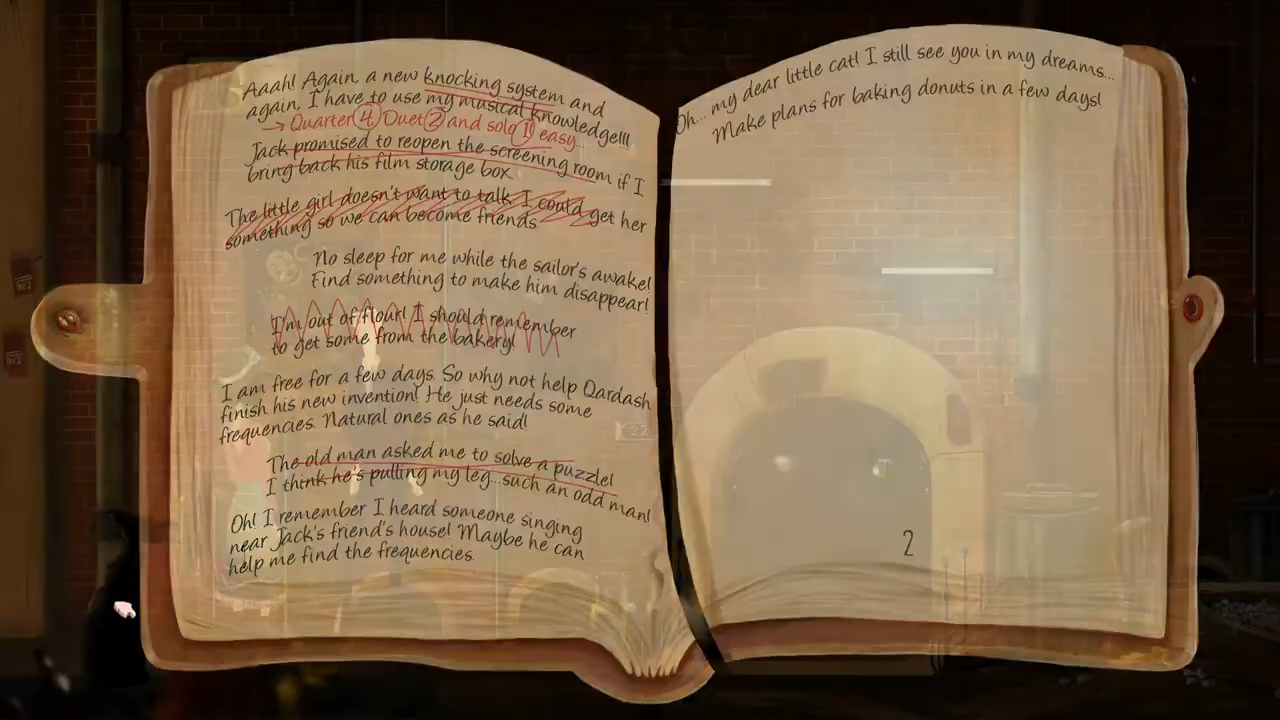 Aaah! Again, a new knocking system and
again, I have to use my musical knowledge!!!
→ Quarter 4 Duet 2 and solo 1! easy...
Jack promised to reopen the screening room if I
bring back his film storage box.
The little girl doesn't want to talk. I could get her
something so we can become friends.
No sleep for me while the sailor's awake!
Find something to make him disappear!
I'm out of flour! I should remember
to get some from the bakery!
I am free for a few days. So why not help Qardash
finish his new invention! He just needs some
frequencies. Natural ones as he said!
The old man asked me to solve a puzzle!
I think he's pulling my leg...such an odd man!
Oh! I remember I heard someone singing
near Jack's friend's house! Maybe he can
help me find the frequencies.
Oh... my dear little cat! I still see you in my dreams...
Make plans for baking donuts in a few days!
2